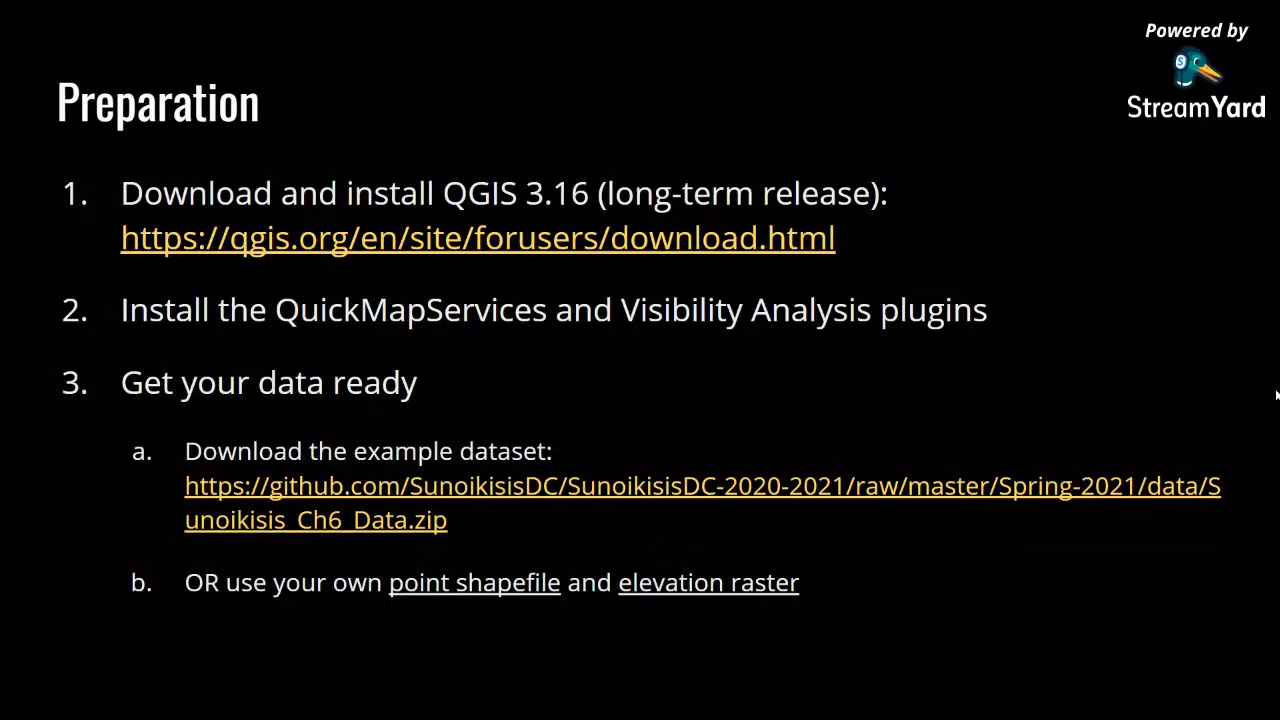 Powered by
S
StreamYard
Preparation
1. Download and install QGIS 3.16 (long-term release):
https://qgis.org/en/site/forusers/download.html
2. Install the QuickMapServices and Visibility Analysis plugins
3. Get your data ready
a. Download the example dataset:
https://github.com/SunoikisisDC/SunoikisisDC-2020-2021/raw/master/Spring-2021/data/S
unoikisis_Ch6_Data.zip
b. OR use your own point shapefile and elevation raster